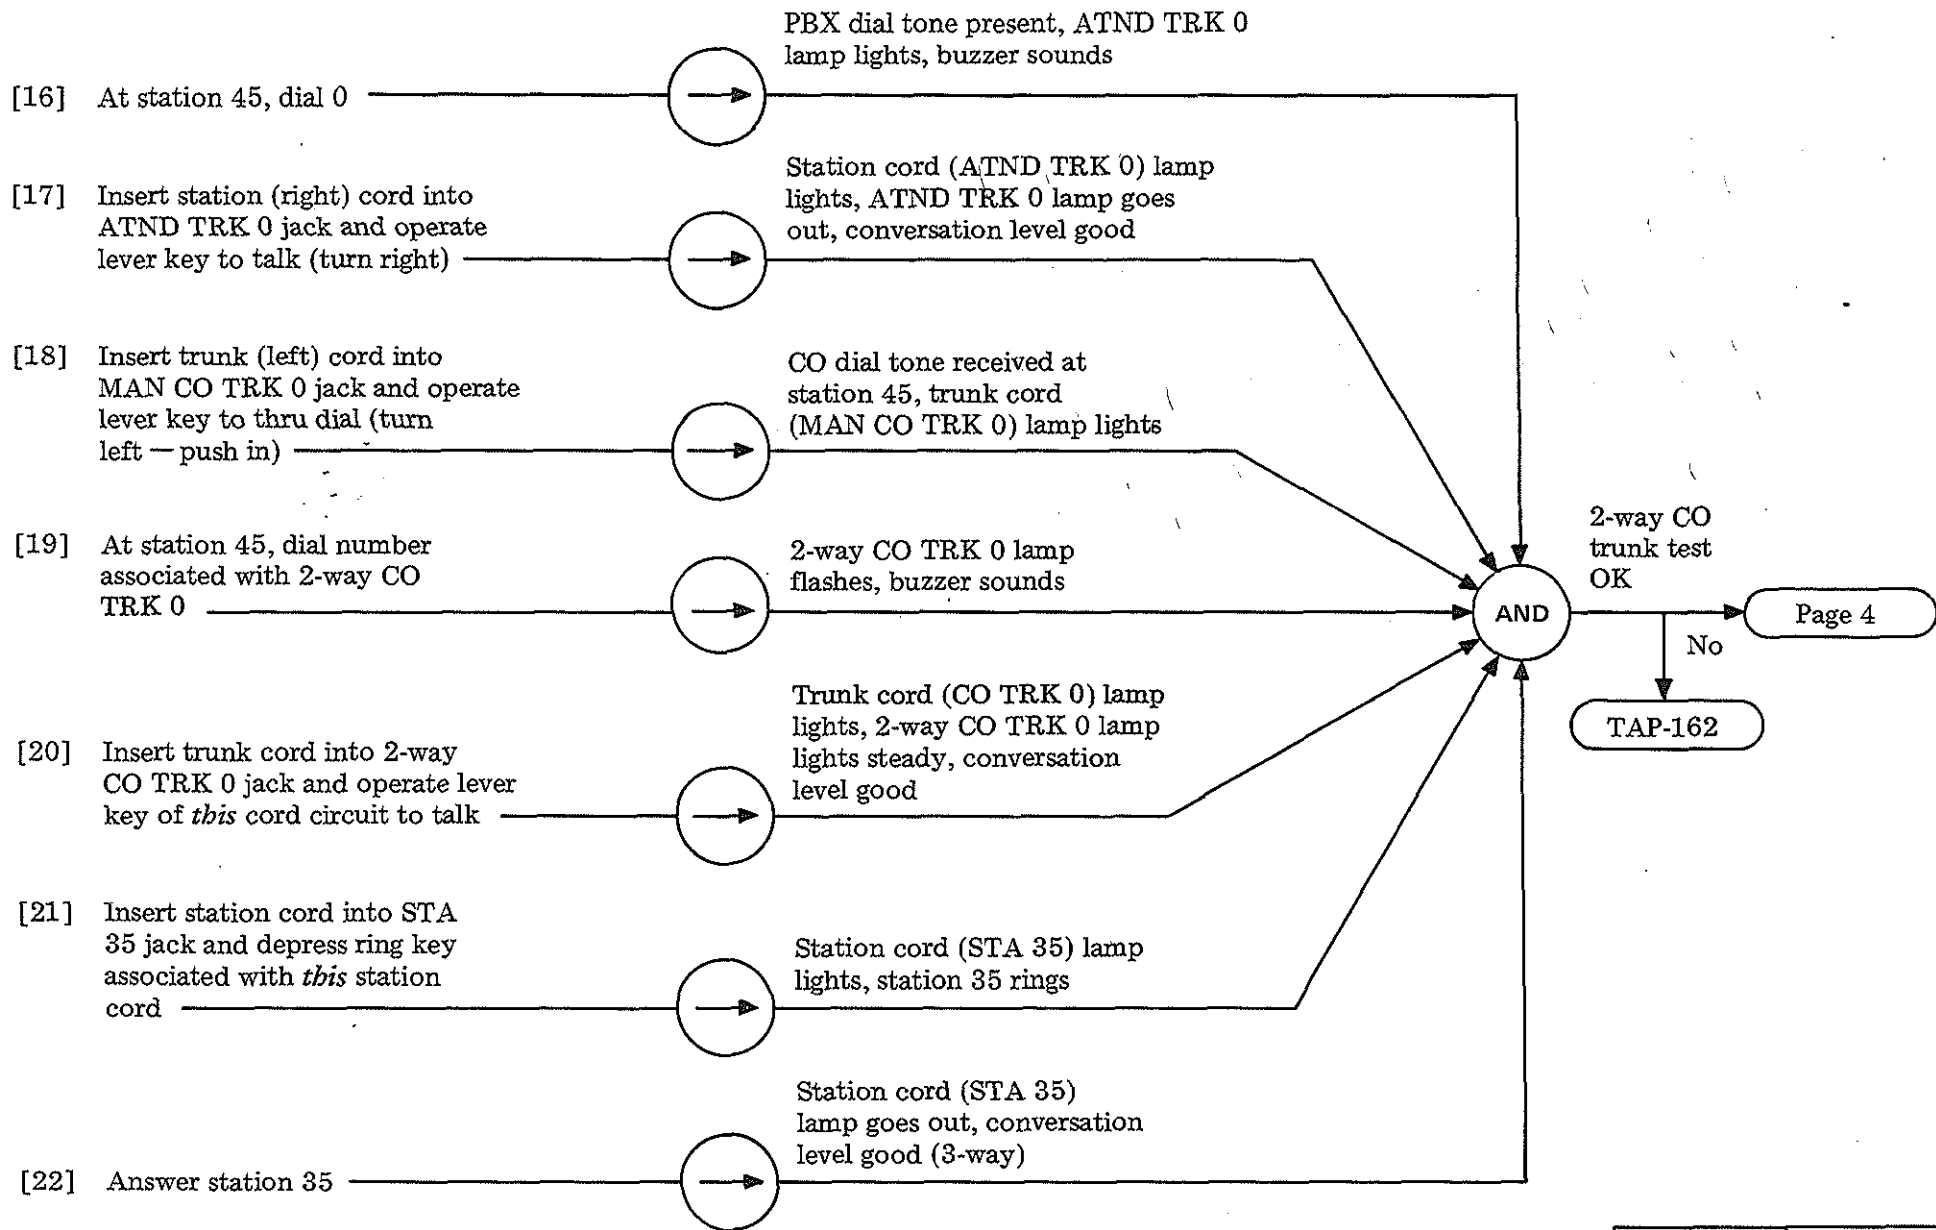 PBX dial tone present, ATND TRK 0
lamp lights, buzzer sounds
[16] At station 45, dial 0
Station cord (ATND TRK 0) lamp
lights, ATND TRK 0 lamp goes
out, conversation level good
[17] Insert station (right) cord into
ATND TRK 0 jack and operate
lever key to talk (turn right)
[18] Insert trunk (left) cord into
MAN CO TRK 0 jack and operate
lever key to thru dial (turn
left — push in)
CO dial tone received at
station 45, trunk cord
(MAN CO TRK 0) lamp lights
[19] At station 45, dial number
associated with 2-way CO
TRK 0
2-way CO TRK 0 lamp
flashes, buzzer sounds
2-way CO
trunk test
OK
AND
Page 4
No
TAP-162
Trunk cord (CO TRK 0) lamp
lights, 2-way CO TRK 0 lamp
lights steady, conversation
level good
[20] Insert trunk cord into 2-way
CO TRK 0 jack and operate lever
key of this cord circuit to talk
[21] Insert station cord into STA
35 jack and depress ring key
associated with this station
cord
Station cord (STA 35) lamp
lights, station 35 rings
Station cord (STA 35)
lamp goes out, conversation
level good (3-way)
[22] Answer station 35